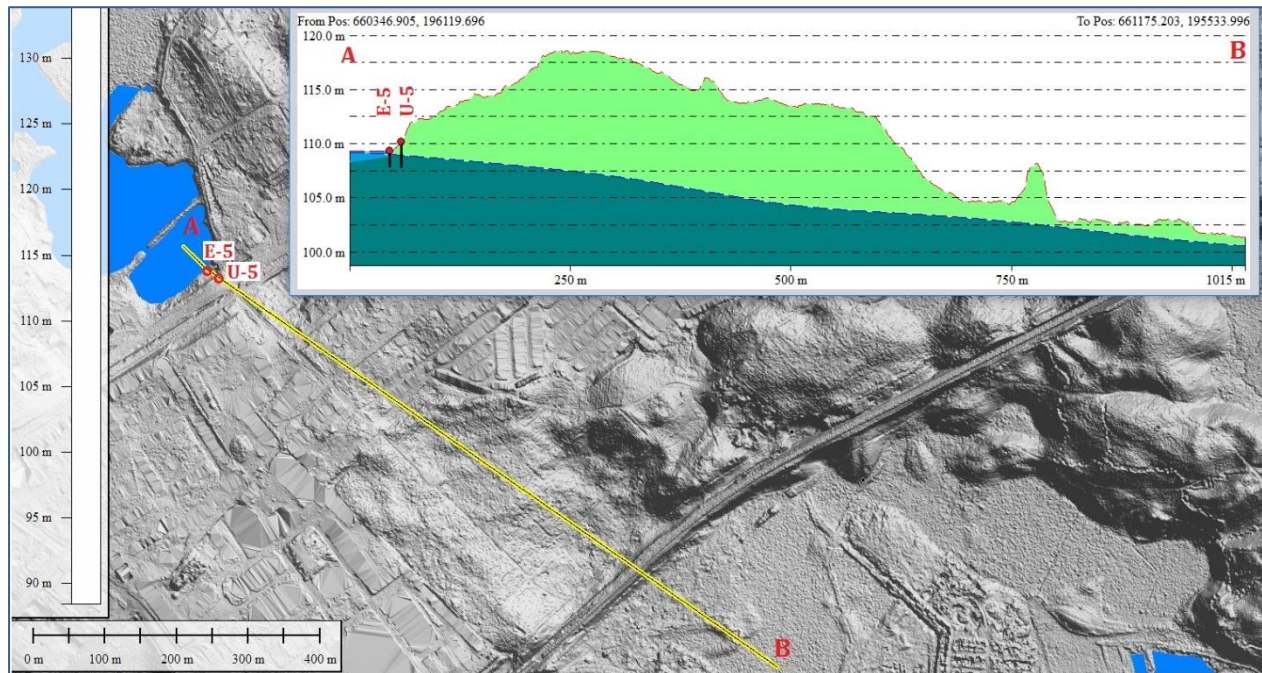 From Pos: 660346.905, 196119.696
To Pos: 661175.203, 195533.996
120.0 m
A
B
115.0 m
E-5
U-5
110.0 m
105.0 m
100.0 m
250 m
500 m
750 m
1015 m
130 m
125 m
120 m
115 m
110 m
105 m
100 m
95 m
90 m
A
E-5
U-5
B
0 m
100 m
200 m
300 m
400 m